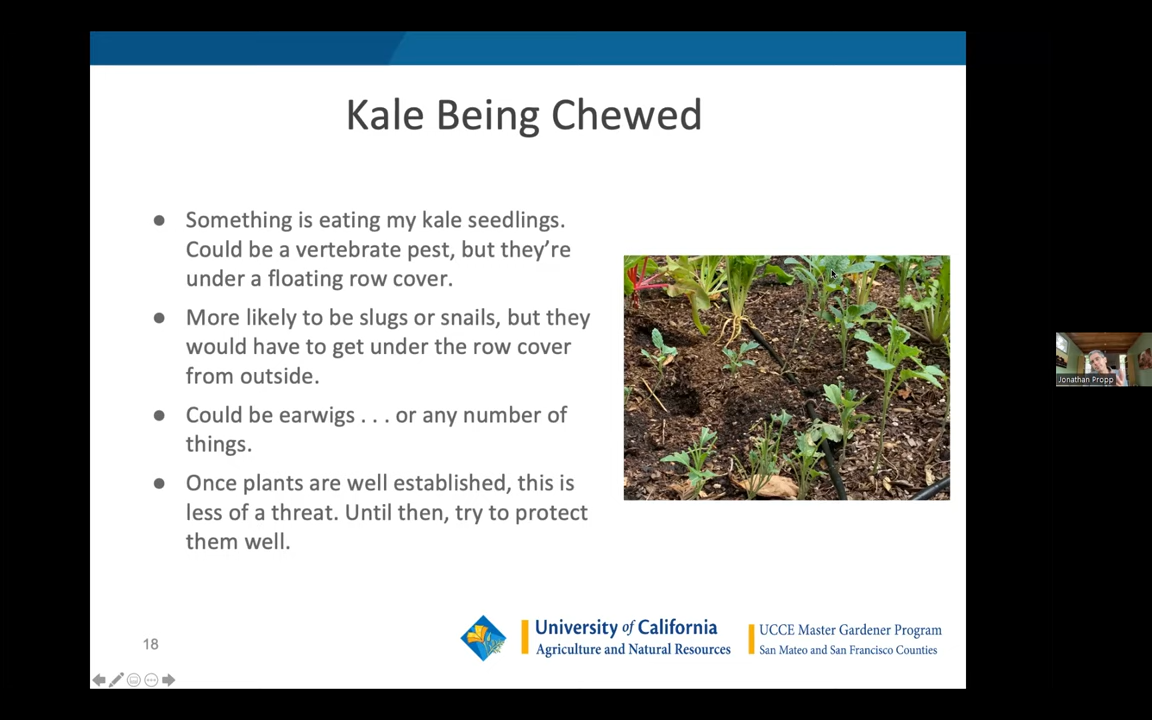 Kale Being Chewed
● Something is eating my kale seedlings.
Could be a vertebrate pest, but they’re
under a floating row cover.
● More likely to be slugs or snails, but they
would have to get under the row cover
from outside.
● Could be earwigs . . . or any number of
things.
● Once plants are well established, this is
less of a threat. Until then, try to protect
them well.
Jonathan Propp
18
University of California
Agriculture and Natural Resources
UCCE Master Gardener Program
San Mateo and San Francisco Counties